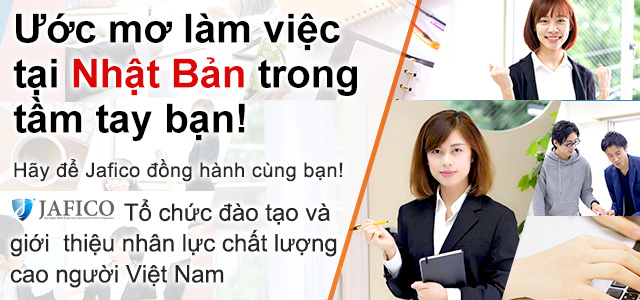 Ước mơ làm việc
tại Nhật Bản trong
tầm tay bạn!
Hãy để Jafico đồng hành cùng bạn!
JAFICO Tổ chức đào tạo và
giới thiệu nhân lực chất lượng
cao người Việt Nam